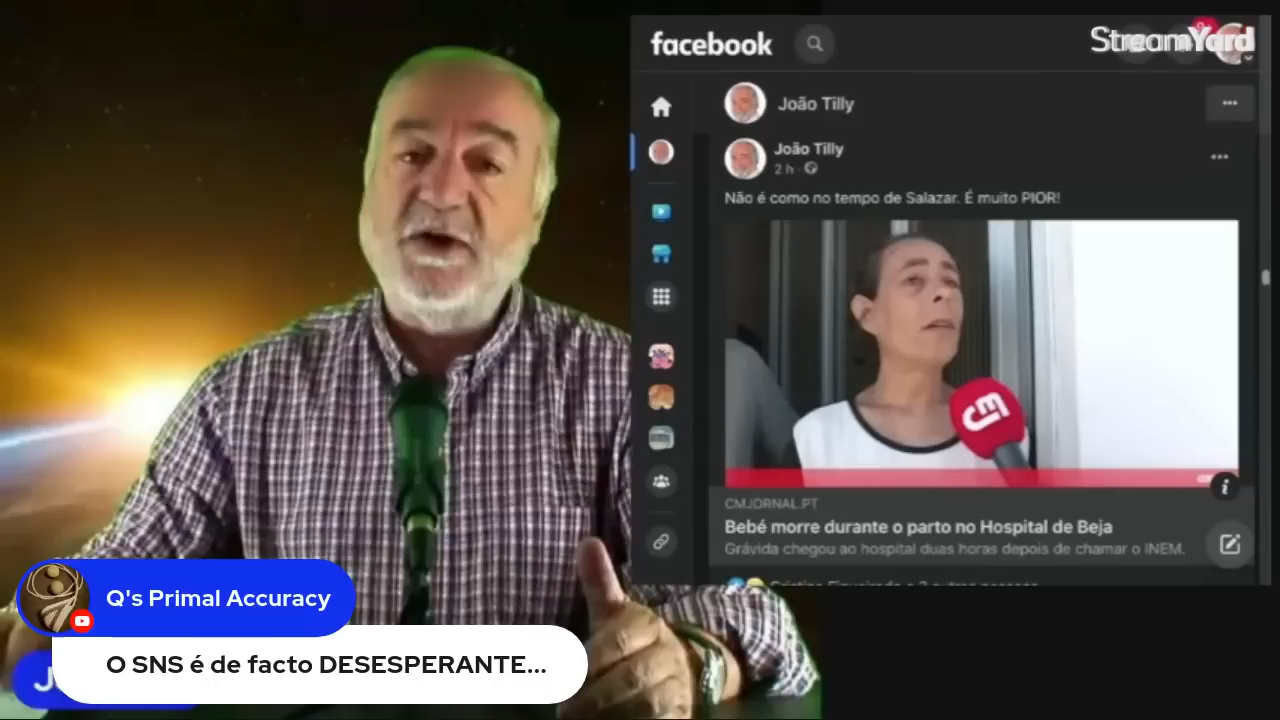 facebook
StreamYard
João Tilly
João Tilly
2 h
Não é como no tempo de Salazar. É muito PIOR!
CMJORNAL.PT
Bebé morre durante o parto no Hospital de Beja
Grávida chegou ao hospital duas horas depois de chamar o INEM.
Q's Primal Accuracy
O SNS é de facto DESESPERANTE...